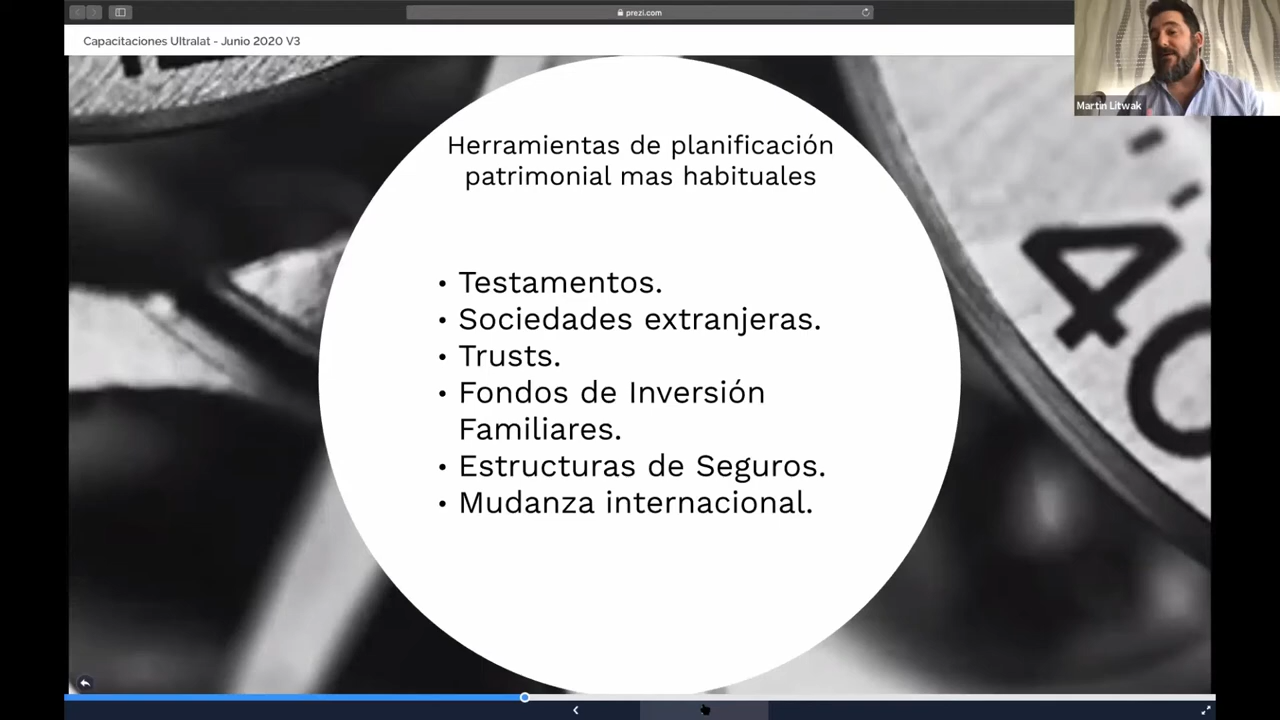 prezi.com
Capacitaciones Ultralat - Junio 2020 V3
Martin Litwak
Herramientas de planificación
patrimonial mas habituales
• Testamentos.
• Sociedades extranjeras.
• Trusts.
• Fondos de Inversión
Familiares.
• Estructuras de Seguros.
• Mudanza internacional.
40